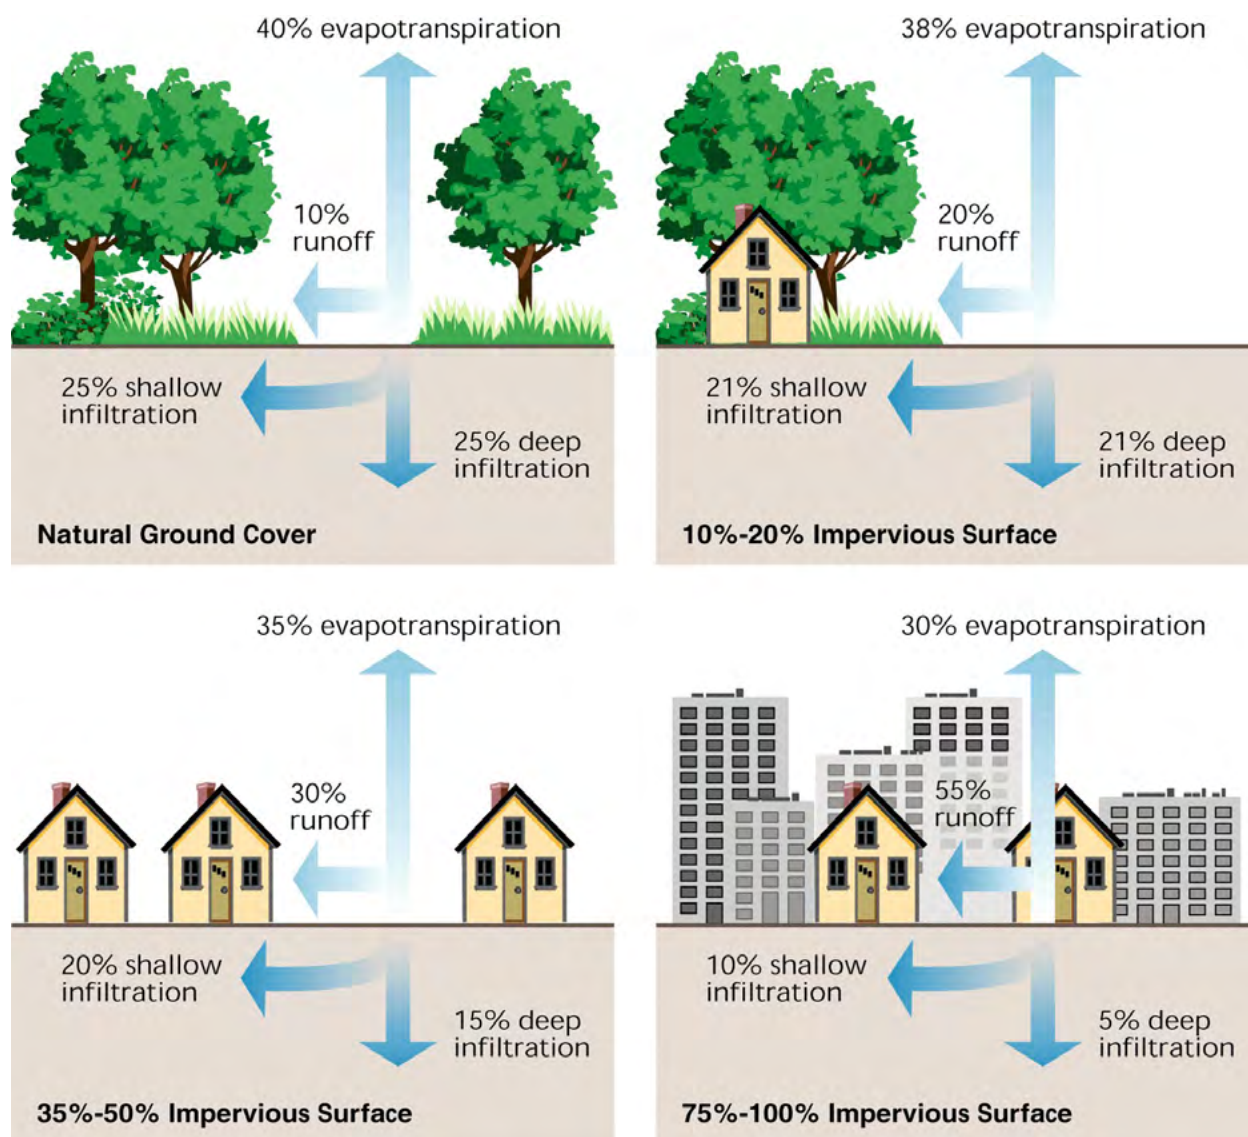 40% evapotranspiration
10%
runoff
25% shallow
infiltration
25% deep
infiltration
Natural Ground Cover
38% evapotranspiration
20%
runoff
21% shallow
infiltration
21% deep
infiltration
10%-20% Impervious Surface
35% evapotranspiration
30%
runoff
20% shallow
infiltration
15% deep
infiltration
35%-50% Impervious Surface
30% evapotranspiration
55%
runoff
10% shallow
infiltration
5% deep
infiltration
75%-100% Impervious Surface